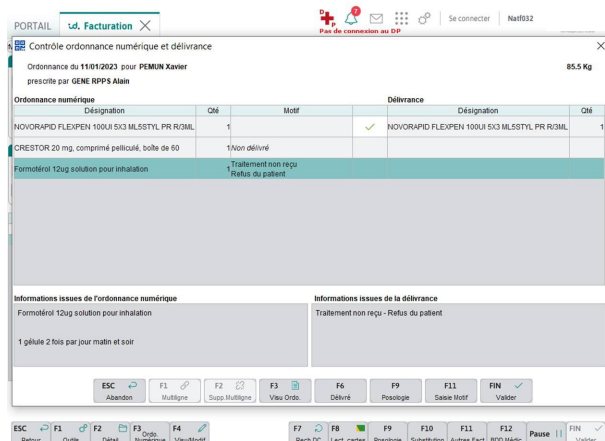 PORTAIL
id. Facturation
7
Se connecter
Natf032
Pas de connexion au DP
Contrôle ordonnance numérique et délivrance
Ordonnance du 11/01/2023 pour PEMUN Xavier
85.5 Kg
prescrite par GENE RPPS Alain
Ordonnance numérique
Délivrance
Désignation Qté Motif Désignation Qté
NOVORAPID FLEXPEN 100UI 5X3 ML5STYL PR R/3ML 1 NOVORAPID FLEXPEN 100UI 5X3 ML5STYL PR R/3ML 1
CRESTOR 20 mg, comprimé pelliculé, boîte de 60 1 Non délivré
Formotérol 12ug solution pour inhalation 1 Traitement non reçu
Refus du patient
Informations issues de l'ordonnance numérique
Informations issues de la délivrance
Formotérol 12ug solution pour inhalation
Traitement non reçu - Refus du patient
1 gélule 2 fois par jour matin et soir
ESC F1 F2 F3 F6 F9 F11 FIN
Abandon Multiligne Supp.Multiligne Visu Ordo. Délivré Posologie Saisie Motif Valider
ESC F1 F2 F3 Ordo. F4 F7 F8 F9 F10 F11 F12 Pause FIN
Retour Outils Détail Numérique Visu/Modif Rech DC Lect. cartes Posologie Substitution Autres Fact BDD Médic Valider